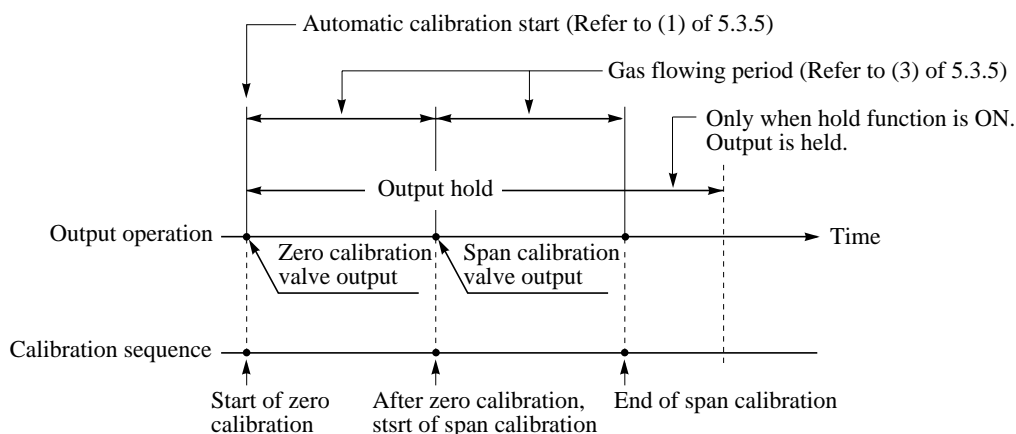 Automatic calibration start (Refer to (1) of 5.3.5)
Gas flowing period (Refer to (3) of 5.3.5)
Only when hold function is ON.
Output is held.
Output hold
Output operation
Time
Zero calibration
valve output
Span calibration
valve output
Calibration sequence
Start of zero
calibration
After zero calibration,
stsrt of span calibration
End of span calibration